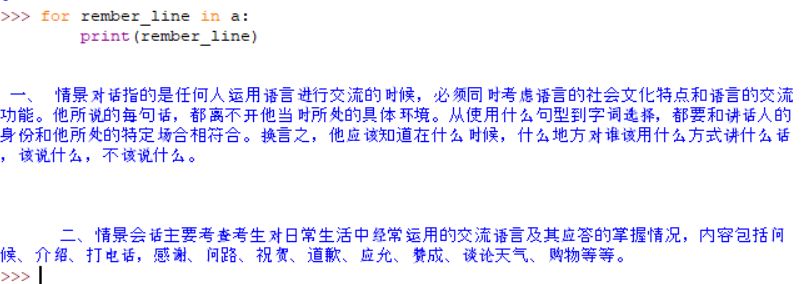 >>> for rember_line in a:
        print(rember_line)
一、 情景对话指的是任何人运用语言进行交流的时候，必须同时考虑语言的社会文化特点和语言的交流
功能。他所说的每句话，都离不开他当时所处的具体环境。从使用什么句型到字词选择，都要和讲话人的
身份和他所处的特定场合相符合。换言之，他应该知道在什么时候，什么地方对谁该用什么方式讲什么话
，该说什么，不该说什么。
二、情景会话主要考查考生对日常生活中经常运用的交流语言及其应答的掌握情况，内容包括问
候、介绍、打电话，感谢、问路、祝贺、道歉、应允、赞成、谈论天气、购物等等。
>>>